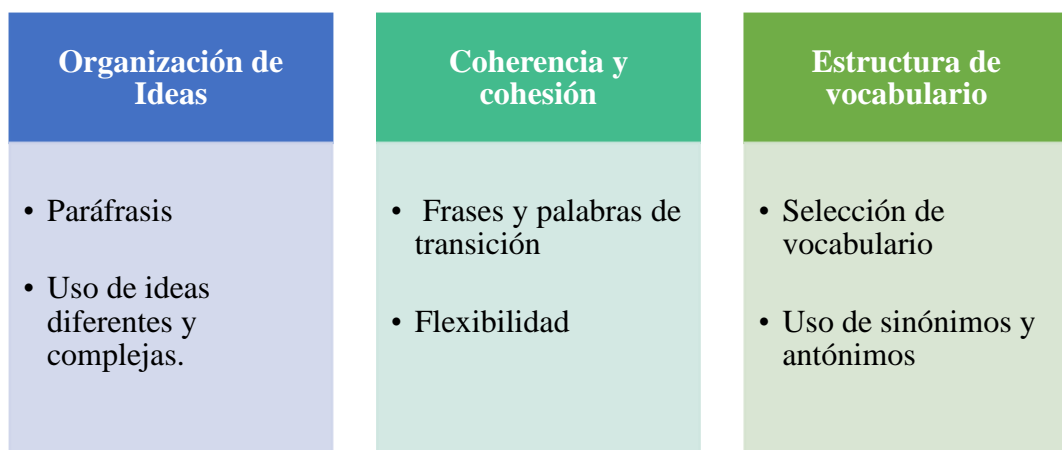 Organización de
Ideas
• Paráfrasis
• Uso de ideas
diferentes y
complejas.
Coherencia y
cohesión
• Frases y palabras de
transición
• Flexibilidad
Estructura de
vocabulario
• Selección de
vocabulario
• Uso de sinónimos y
antónimos